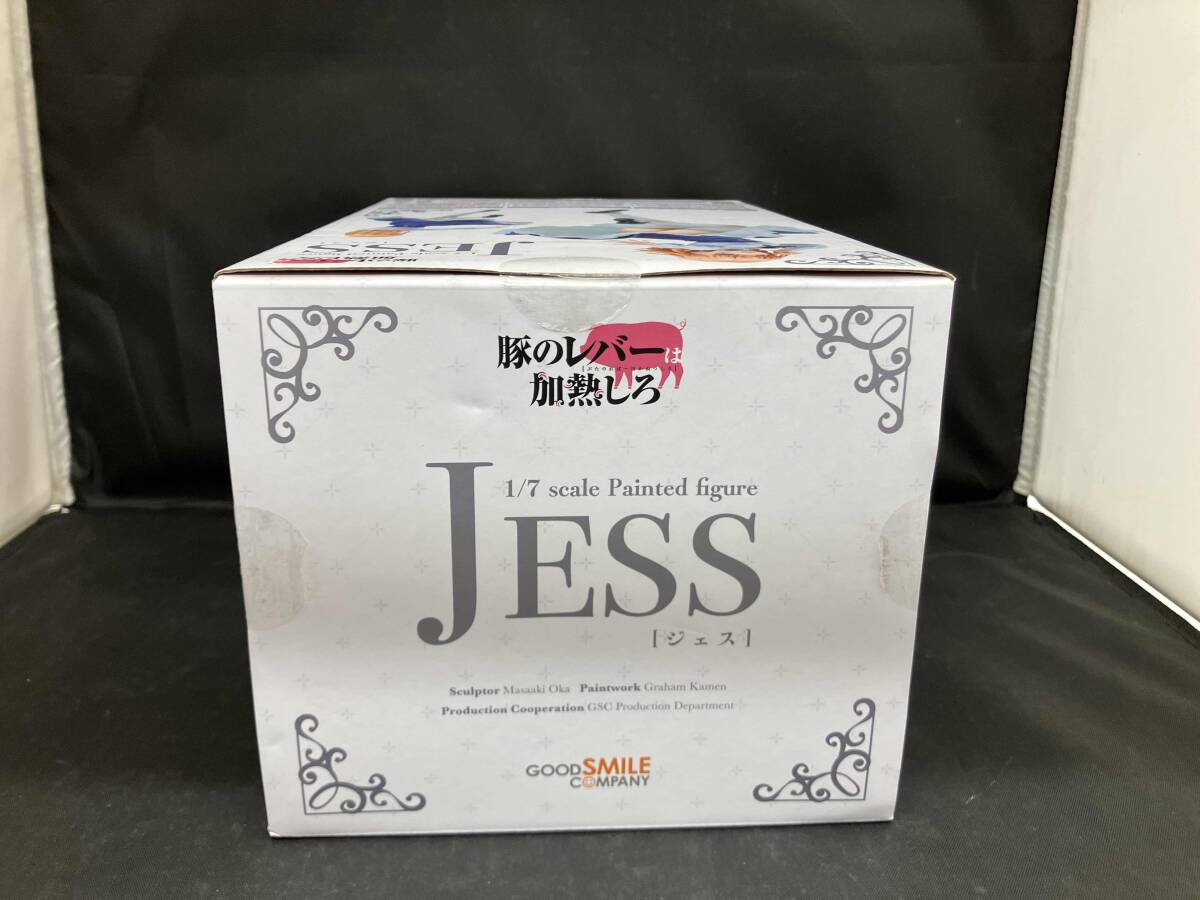 JESS
豚のレバーは
加熱しろ
1/7 scale Painted figure
JESS
[ジェス]
Sculptor Masaaki Oka Paintwork Graham Kamen
Production Cooperation GSC Production Department
GOOD SMILE
COMPANY